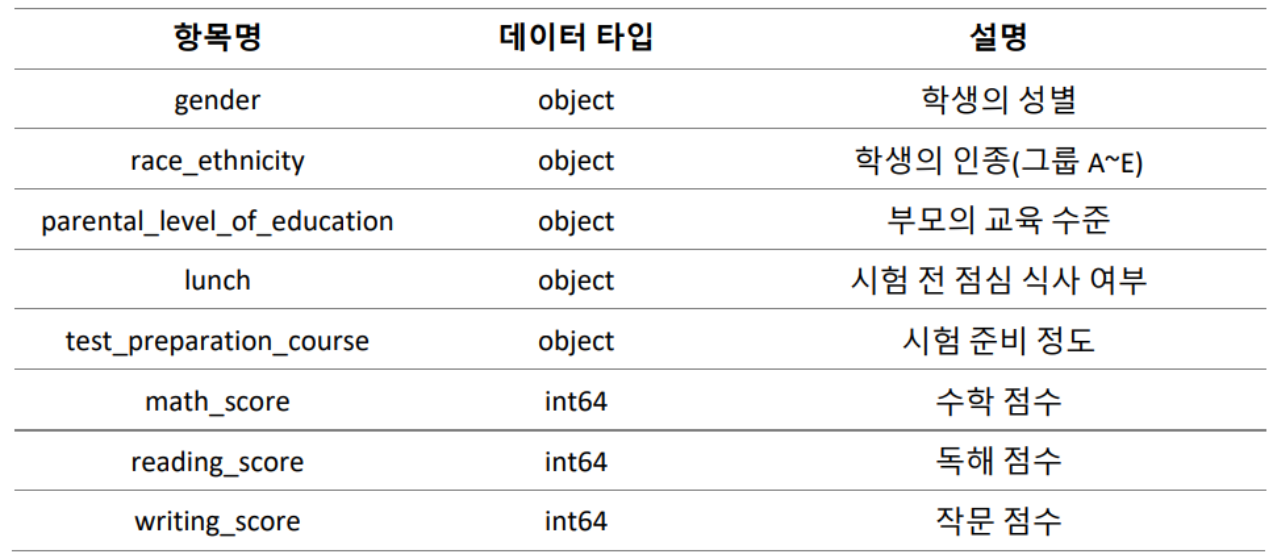 항목명 데이터 타입 설명
gender object 학생의 성별
race_ethnicity object 학생의 인종(그룹 A~E)
parental_level_of_education object 부모의 교육 수준
lunch object 시험 전 점심 식사 여부
test_preparation_course object 시험 준비 정도
math_score int64 수학 점수
reading_score int64 독해 점수
writing_score int64 작문 점수